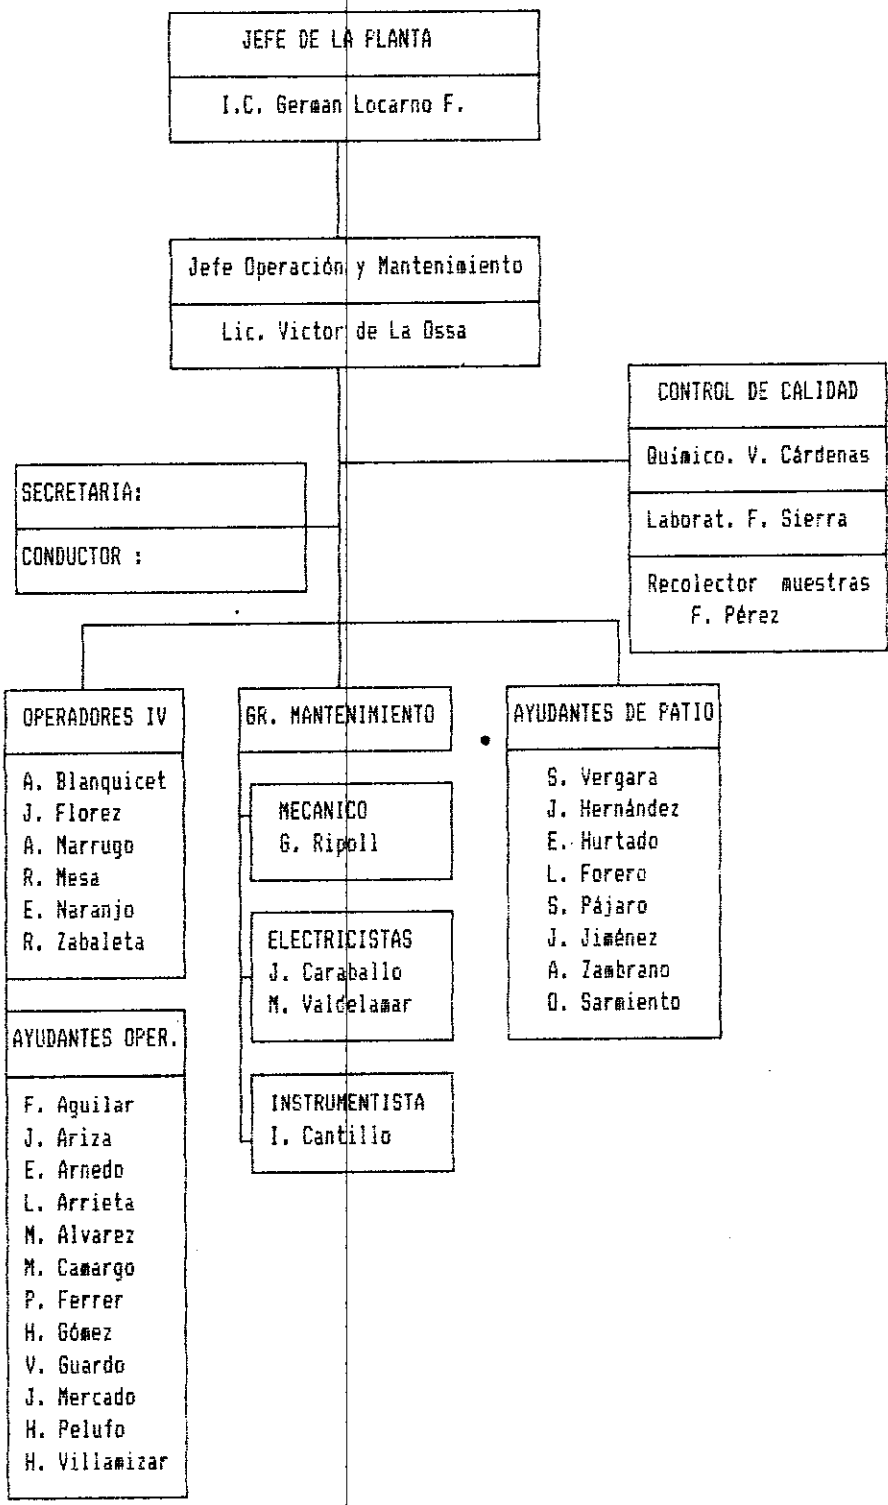 JEFE DE LA PLANTA
I.C. German Locarno F.
Jefe Operación y Mantenimiento
Lic. Victor de La Ossa
CONTROL DE CALIDAD
Químico. V. Cárdenas
Laborat. F. Sierra
Recolector muestras
F. Pérez
SECRETARIA:
CONDUCTOR :
OPERADORES IV
A. Blanquicet
J. Florez
A. Marrugo
R. Mesa
E. Naranjo
R. Zabaleta
AYUDANTES OPER.
F. Aguilar
J. Ariza
E. Arnedo
L. Arrieta
M. Alvarez
M. Camargo
P. Ferrer
H. Gómez
V. Guardo
J. Mercado
H. Pelufo
H. Villamizar
GR. MANTENIMIENTO
MECANICO
G. Ripoll
ELECTRICISTAS
J. Caraballo
M. Valdelamar
INSTRUMENTISTA
I. Cantillo
AYUDANTES DE PATIO
S. Vergara
J. Hernández
E. Hurtado
L. Forero
S. Pájaro
J. Jiménez
A. Zambrano
O. Sarmiento